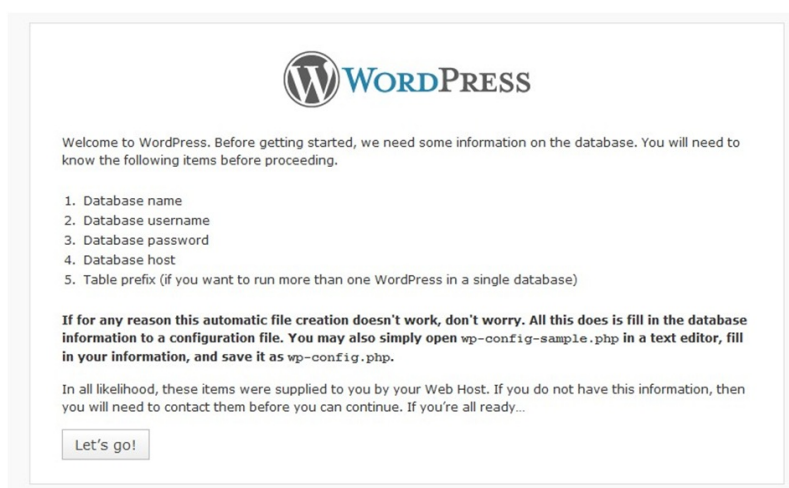 WORDPRESS
Welcome to WordPress. Before getting started, we need some information on the database. You will need to
know the following items before proceeding.
1. Database name
2. Database username
3. Database password
4. Database host
5. Table prefix (if you want to run more than one WordPress in a single database)
If for any reason this automatic file creation doesn't work, don't worry. All this does is fill in the database
information to a configuration file. You may also simply open wp-config-sample.php in a text editor, fill
in your information, and save it as wp-config.php.
In all likelihood, these items were supplied to you by your Web Host. If you do not have this information, then
you will need to contact them before you can continue. If you’re all ready…
Let’s go!